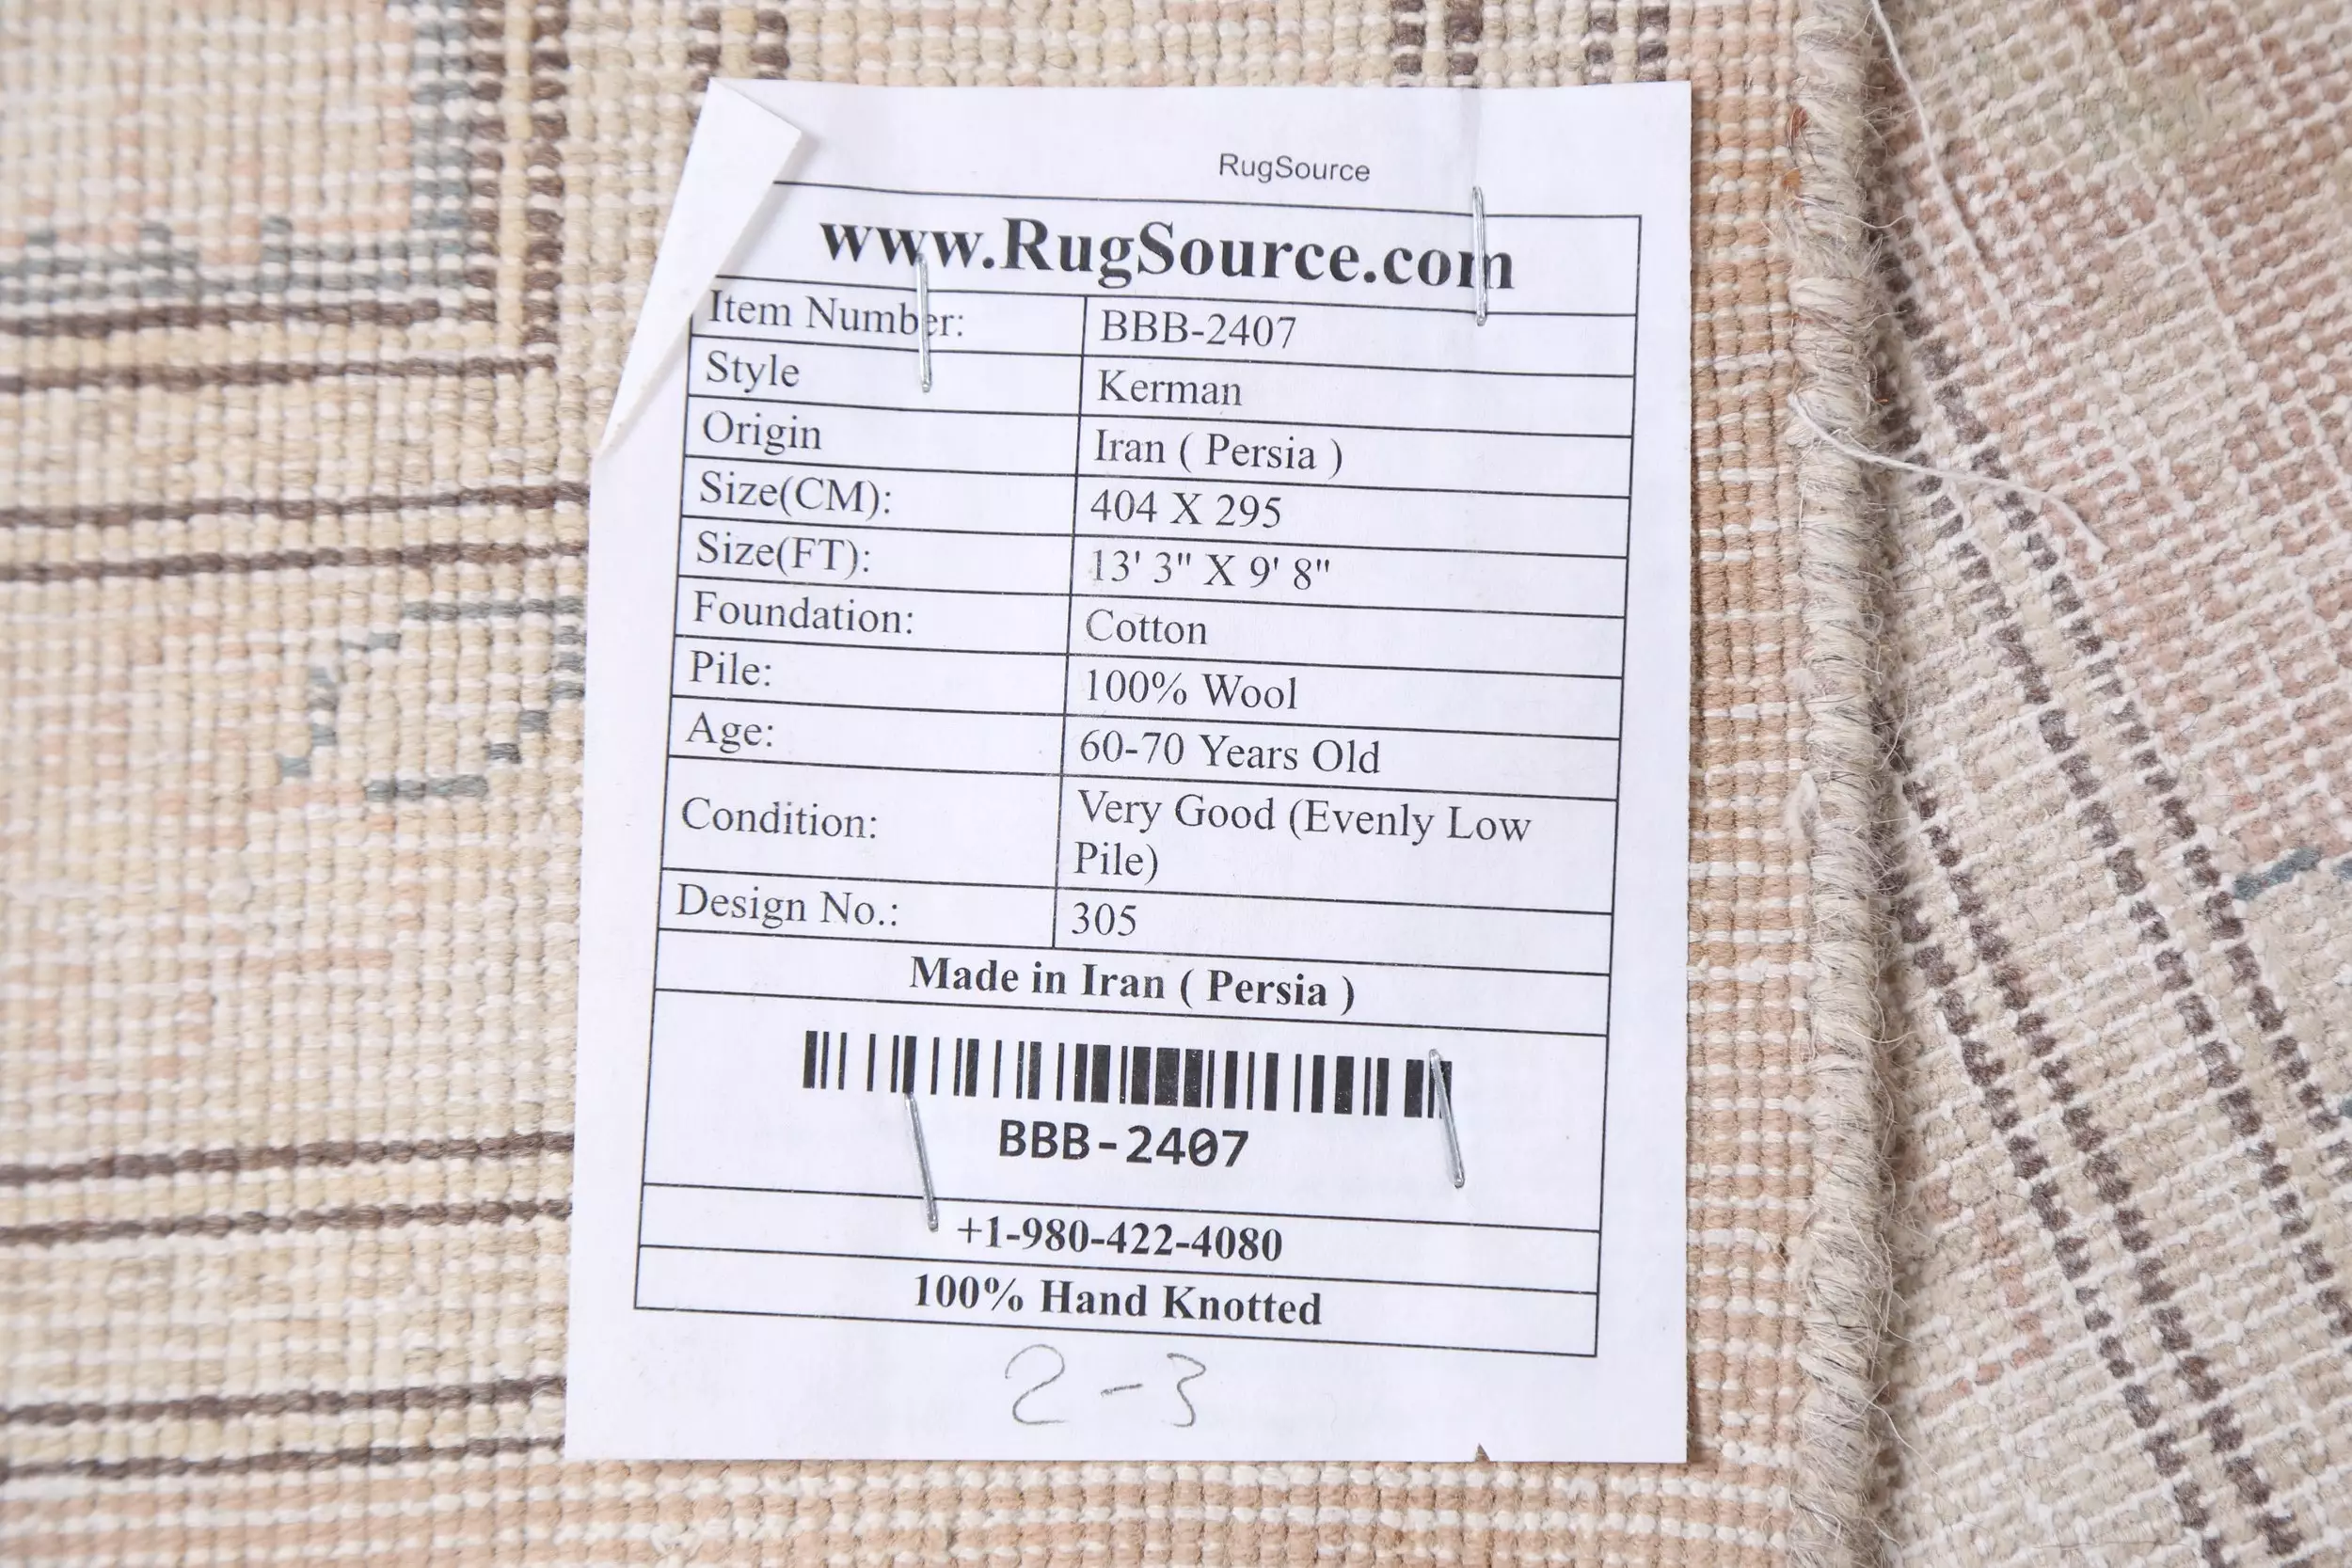 RugSource
www.RugSource.com
Item Number: BBB-2407
Style Kerman
Origin Iran ( Persia )
Size(CM): 404 X 295
Size(FT): 13' 3" X 9' 8"
Foundation: Cotton
Pile: 100% Wool
Age: 60-70 Years Old
Condition: Very Good (Evenly Low
Pile)
Design No.: 305
Made in Iran ( Persia )
BBB-2407
+1-980-422-4080
100% Hand Knotted
2-3